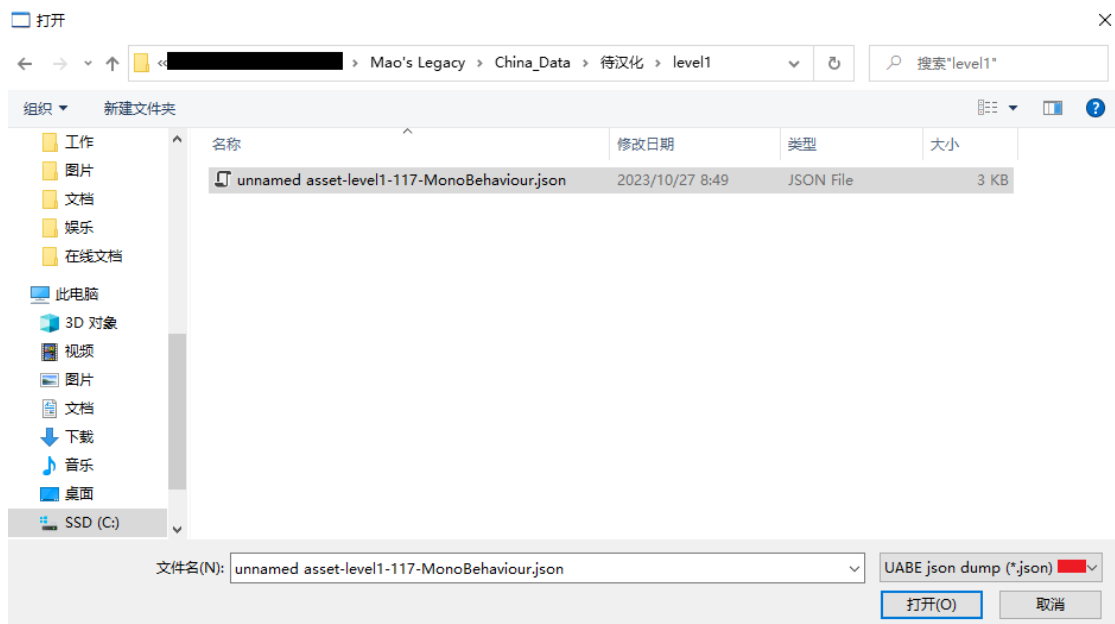 打开
« > Mao's Legacy > China_Data > 待汉化 > level1
搜索"level1"
组织 新建文件夹
名称 修改日期 类型 大小
unnamed asset-level1-117-MonoBehaviour.json 2023/10/27 8:49 JSON File 3 KB
工作
图片
文档
娱乐
在线文档
此电脑
3D 对象
视频
图片
文档
下载
音乐
桌面
SSD (C:)
文件名(N): unnamed asset-level1-117-MonoBehaviour.json
UABE json dump (*.json)
打开(O) 取消